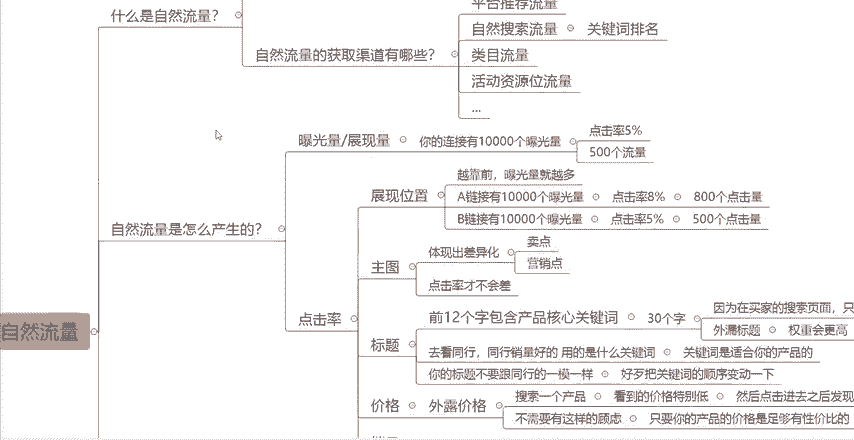 平台推荐流量
什么是自然流量？
自然搜索流量 关键词排名
自然流量的获取渠道有哪些？
类目流量
活动资源位流量
...
曝光量/展现量 你的连接有10000个曝光量 点击率5%
500个流量
越靠前，曝光量就越多
展现位置 A链接有10000个曝光量 点击率8% 800个点击量
B链接有10000个曝光量 点击率5% 500个点击量
自然流量是怎么产生的？
主图 体现出差异化 卖点
营销点
点击率才不会差
点击率
自然流量
标题 前12个字包含产品核心关键词 30个字 因为在买家的搜索页面，只
外漏标题 权重会更高
去看同行，同行销量好的 用的是什么关键词 关键词是适合你的产品的
你的标题不要跟同行的一模一样 好歹把关键词的顺序变动一下
价格 外露价格 搜索一个产品 看到的价格特别低 然后点击进去之后发现
不需要有这样的顾虑 只要你的产品的价格是足够有性价比的